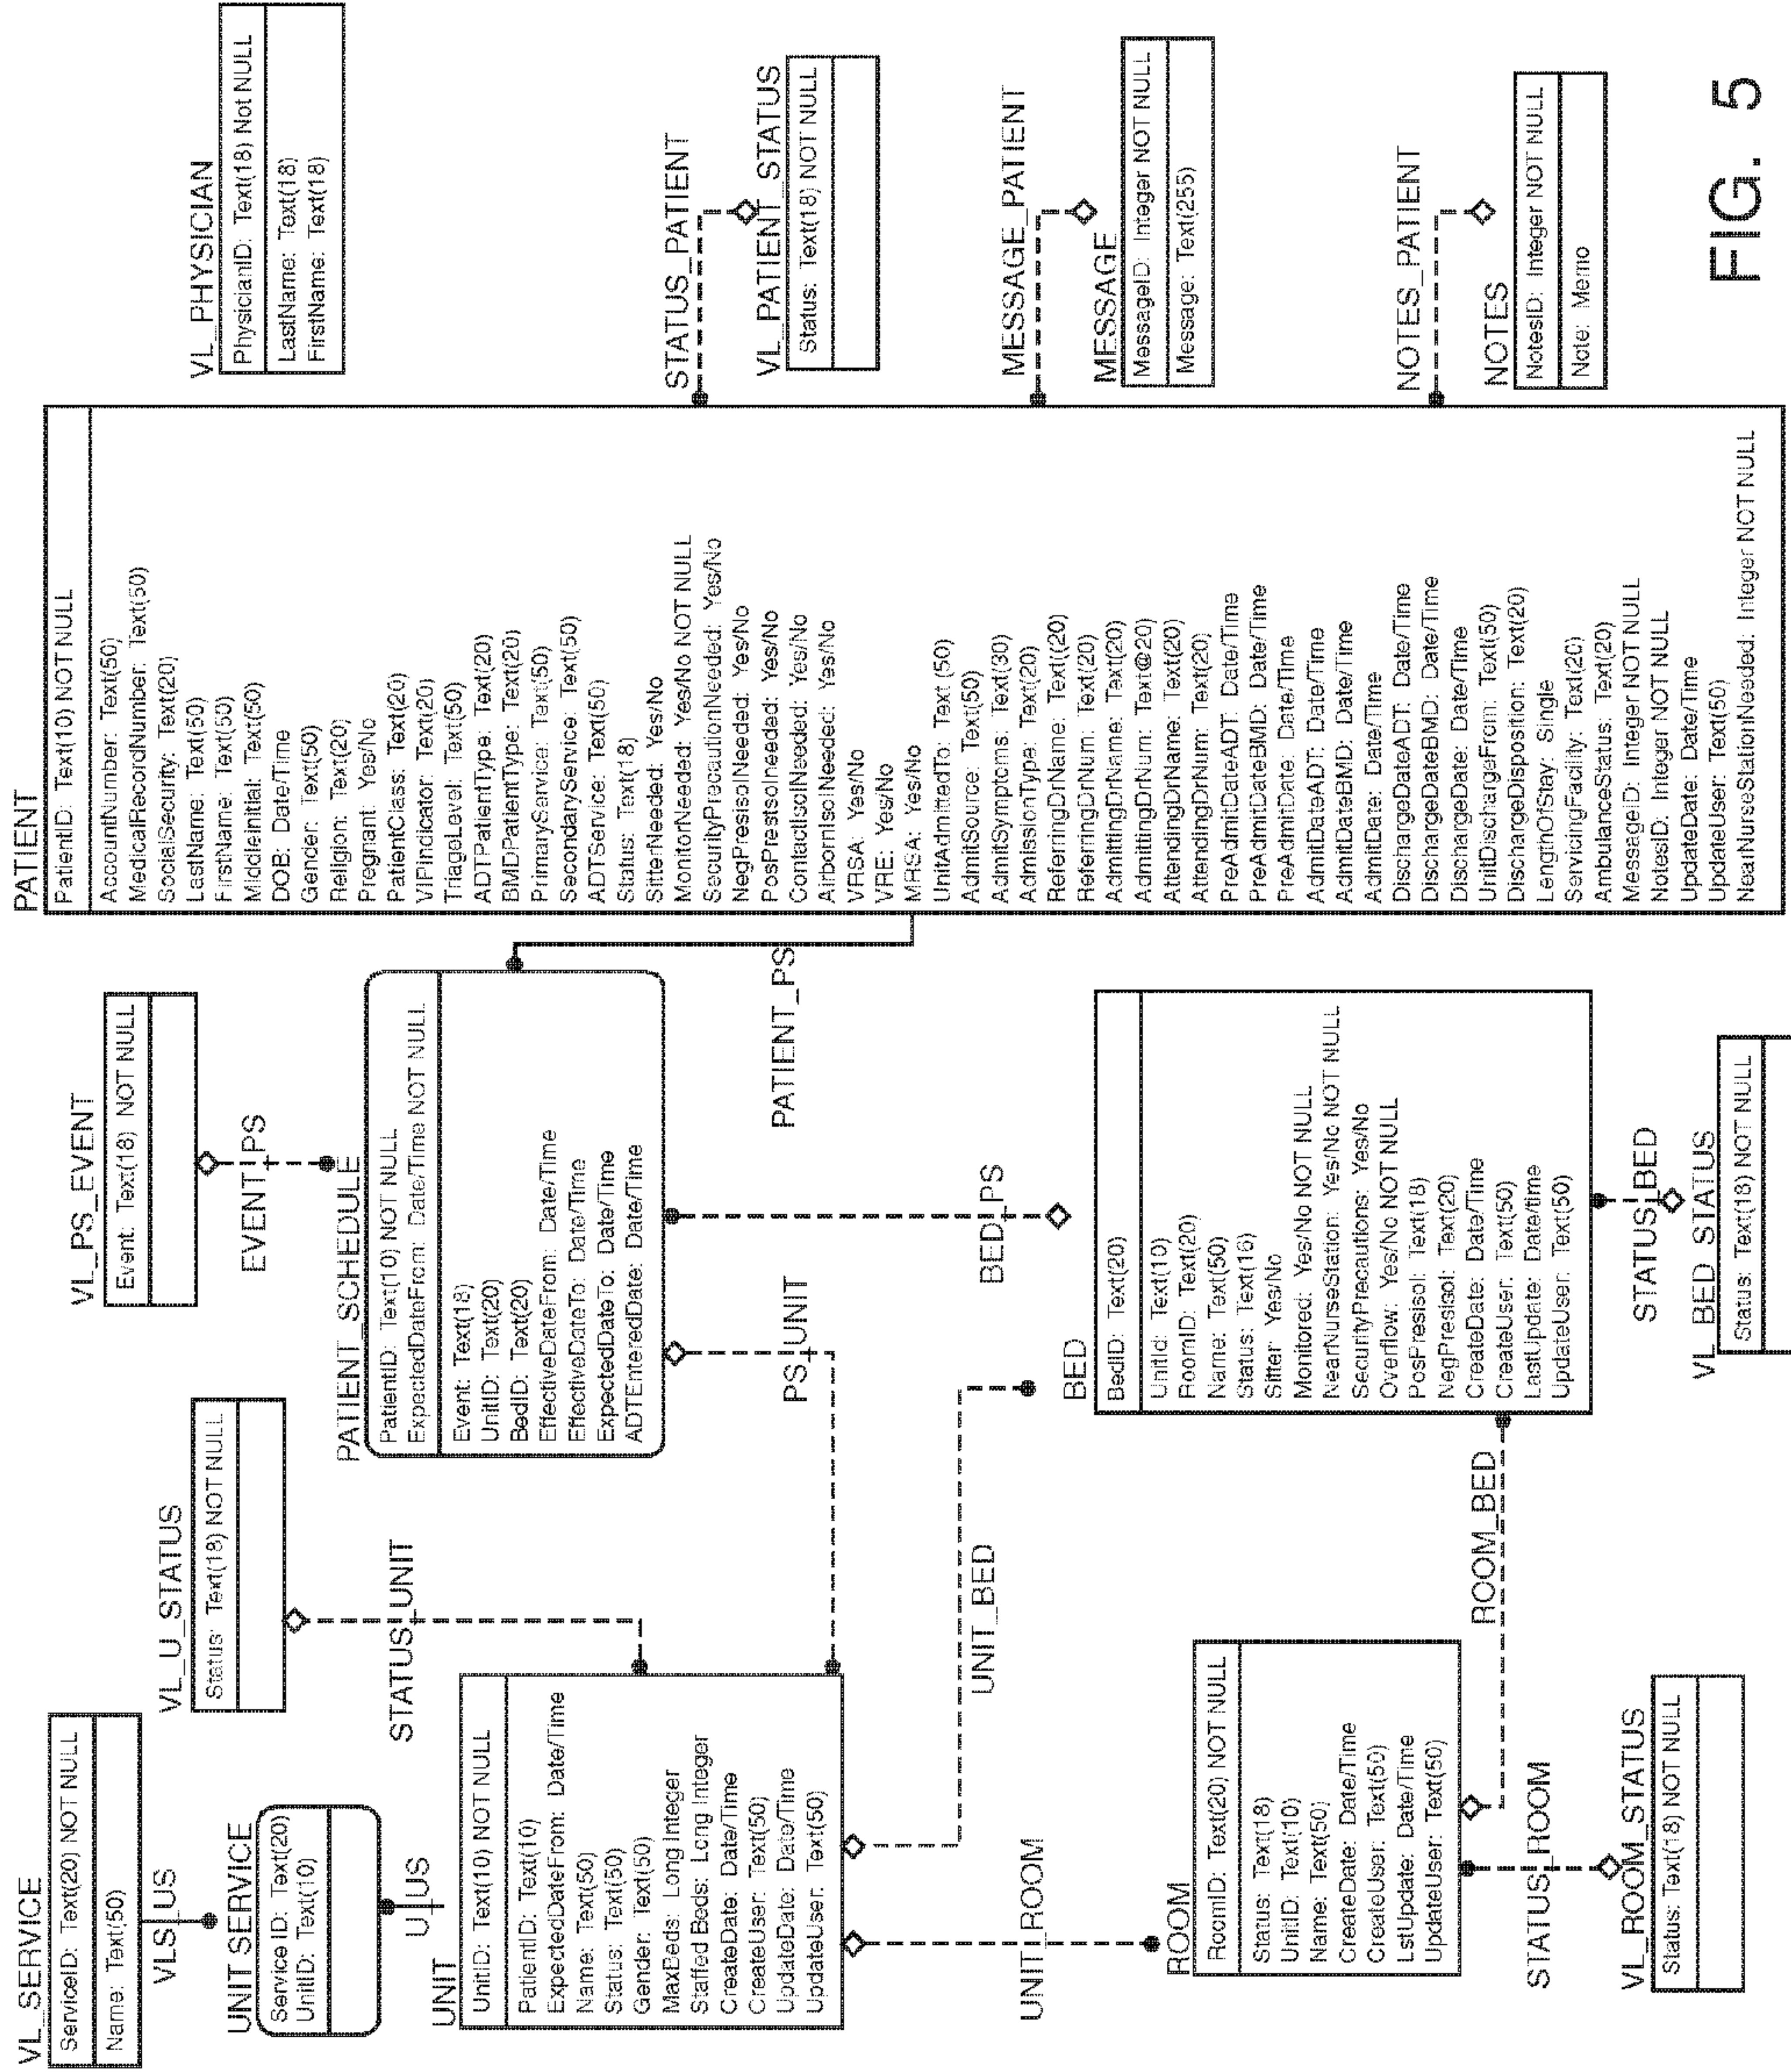 VL_SERVICE
ServiceID: Text(20) NOT NULL
Name: Text(50)
VLS_US
UNIT SERVICE
Service ID: Text(20)
UnitID: Text(10)
U_US
UNIT
UnitID: Text(10) NOT NULL
PatientID: Text(10)
ExpectedDateFrom: Date/Time
Name: Text(50)
Status: Text(50)
Gender: Text(50)
MaxBeds: Long Integer
Staffed Beds: Long Integer
CreateDate: Date/Time
CreateUser: Text(50)
UpdateDate: Date/Time
UpdateUser: Text(50)
VL_U_STATUS
Status: Text(18) NOT NULL
STATUS_UNIT
VL_PS_EVENT
Event: Text(18) NOT NULL
EVENT_PS
PATIENT_SCHEDULE
PatientID: Text(10) NOT NULL
ExpectedDateFrom: Date/Time NOT NULL
Event: Text(18)
UnitID: Text(20)
BedID: Text(20)
EffectiveDateFrom: Date/Time
EffectiveDateTo: Date/Time
ExpectedDateTo: Date/Time
ADTEnteredDate: Date/Time
PS_UNIT
BED_PS
PATIENT_PS
UNIT_BED
UNIT_ROOM
ROOM
RoomID: Text(20) NOT NULL
Status: Text(18)
UnitID: Text(10)
Name: Text(50)
CreateDate: Date/Time
CreateUser: Text(50)
LstUpdate: Date/Time
UpdateUser: Text(50)
ROOM_BED
STATUS_ROOM
VL_ROOM_STATUS
Status: Text(18) NOT NULL
BED
BedID: Text(20)
UnitId: Text(10)
RoomID: Text(20)
Name: Text(50)
Status: Text(16)
Sitter: Yes/No
Monitored: Yes/No NOT NULL
NearNurseStation: Yes/No NOT NULL
SecurityPrecautions: Yes/No
Overflow: Yes/No NOT NULL
PosPresisol: Text(18)
NegPresisol: Text(20)
CreateDate: Date/Time
CreateUser: Text(50)
LastUpdate: Date/time
UpdateUser: Text(50)
STATUS_BED
VL_BED_STATUS
Status: Text(18) NOT NULL
PATIENT
PatientID: Text(10) NOT NULL
AccountNumber: Text(50)
MedicalRecordNumber: Text(50)
SocialSecurity: Text(20)
LastName: Text(50)
FirstName: Text(50)
MiddleInitial: Text(50)
DOB: Date/Time
Gender: Text(50)
Religion: Text(20)
Pregnant: Yes/No
PatientClass: Text(20)
VIPIndicator: Text(20)
TriageLevel: Text(50)
ADTPatientType: Text(20)
BMDPatientType: Text(20)
PrimaryService: Text(50)
SecondaryService: Text(50)
ADTService: Text(50)
Status: Text(18)
SitterNeeded: Yes/No
MonitorNeeded: Yes/No NOT NULL
SecurityPrecautionNeeded: Yes/No
NegPresisolNeeded: Yes/No
PosPrestsolneeded: Yes/No
ContactisolNeeded: Yes/No
AirbornisolNeeded: Yes/No
VRSA: Yes/No
VRE: Yes/No
MRSA: Yes/No
UnitAdmittedTo: Text (50)
AdmitSource: Text(50)
AdmitSymptoms: Text(30)
AdmissionType: Text(20)
ReferingDrName: Text((20)
ReferingDrNum: Text(20)
AdmittingDrName: Text(20)
AdmittingDrNum: Text@20)
AttendingDrName: Text(20)
AttendingDrNum: Text(20)
PreAdmitDateADT: Date/Time
PreAdmitDateBMD: Date/Time
PreAdmitDate: Date/Time
AdmitDateADT: Date/Time
AdmitDateBMD: Date/Time
AdmitDate: Date/Time
DischargeDateADT: Date/Time
DischargeDateBMD: Date/Time
DischargeDate: Date/Time
UnitDischargeFrom: Text(50)
DischargeDisposition: Text(20)
LengthOfStay: Single
ServicingFacility: Text(20)
AmbulanceStatus: Text(20)
MessageID: Integer NOT NULL
NotesID: Integer NOT NULL
UpdateDate: Date/Time
UpdateUser: Text(50)
NearNurseStationNeeded: Integer NOT NULL
VL_PHYSICIAN
PhysicianID: Text(18) Not NULL
LastName: Text(18)
FirstName: Text(18)
STATUS_PATIENT
VL_PATIENT_STATUS
Status: Text(18) NOT NULL
MESSAGE_PATIENT
MESSAGE
MessageID: Integer NOT NULL
Message: Text(255)
NOTES_PATIENT
NOTES
NotesID: Integer NOT NULL
Note: Memo
FIG. 5